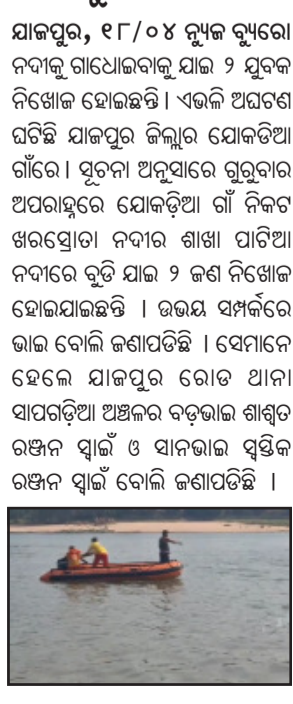 ଯାଜପୁର, ୧୮/୦୪ ନ୍ୟୁଜ ବ୍ୟୁରୋ
ନଦୀକୁ ଗାଧୋଇବାକୁ ଯାଇ ୨ ଯୁବକ
ନିଖୋଜ ହୋଇଛନ୍ତି। ଏଭଳି ଅଘଟଣ
ଘଟିଛି ଯାଜପୁର ଜିଲ୍ଲାର ଯୋକଡିଆ
ଗାଁରେ। ସୂଚନା ଅନୁସାରେ ଗୁରୁବାର
ଅପରାହ୍ନରେ ଯୋକଡ଼ିଆ ଗାଁ ନିକଟ
ଖରସ୍ରୋତା ନଦୀର ଶାଖା ପାଟିଆ
ନଦୀରେ ବୁଡି ଯାଇ ୨ ଜଣ ନିଖୋଜ
ହୋଇଯାଇଛନ୍ତି । ଉଭୟ ସମ୍ପର୍କରେ
ଭାଇ ବୋଲି ଜଣାପଡିଛି । ସେମାନେ
ହେଲେ ଯାଜପୁର ରୋଡ ଥାନା
ସାପଗଡ଼ିଆ ଅଞ୍ଚଳର ବଡ଼ଭାଇ ଶାଶ୍ୱତ
ରଞ୍ଜନ ସ୍ୱାଇଁ ଓ ସାନଭାଇ ସ୍ୱସ୍ତିକ
ରଞ୍ଜନ ସ୍ୱାଇଁ ବୋଲି ଜଣାପଡିଛି ।